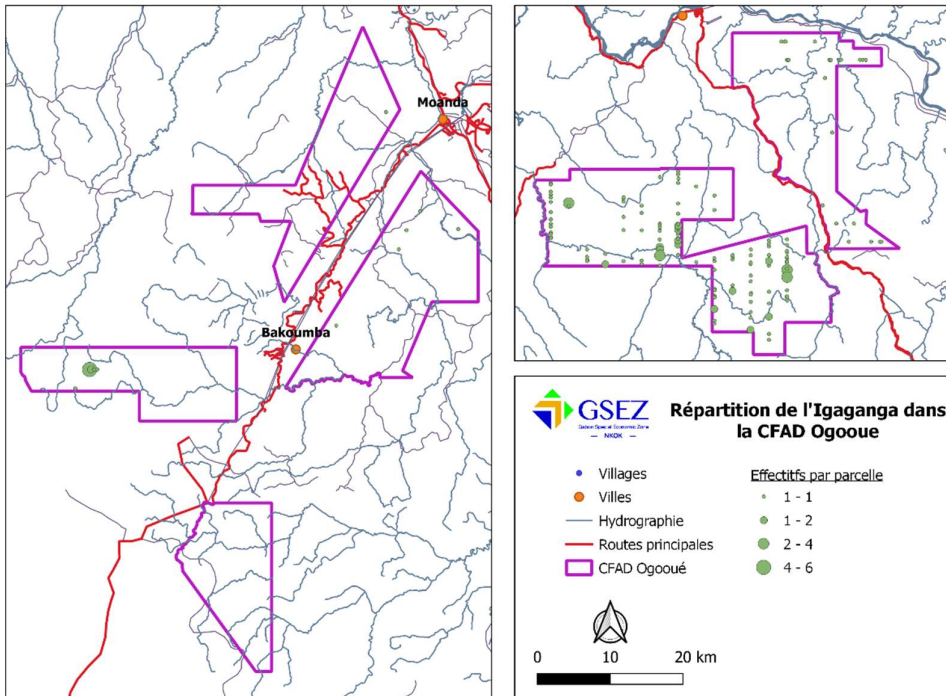 Moanda
Bakoumba
GSEZ
Gabon Special Economic Zone
— NKOK —
Répartition de l'Igaganga dans
la CFAD Ogooue
Villages
Villes
Hydrographie
Routes principales
CFAD Ogooué
Effectitfs par parcelle
1 - 1
1 - 2
2 - 4
4 - 6
0 10 20 km